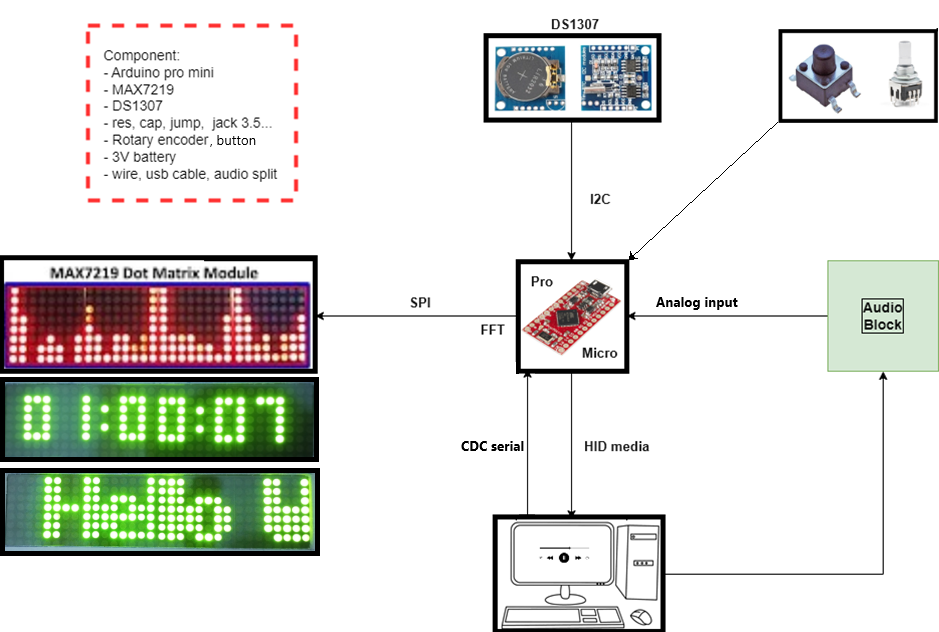 Component:
- Arduino pro mini
- MAX7219
- DS1307
- res, cap, jump, jack 3.5...
- Rotary encoder, button
- 3V battery
- wire, usb cable, audio split
DS1307
I2C
MAX7219 Dot Matrix Module
SPI
FFT
Pro
Micro
Analog input
Audio
Block
01:00:07
CDC serial
HID media
Hello W